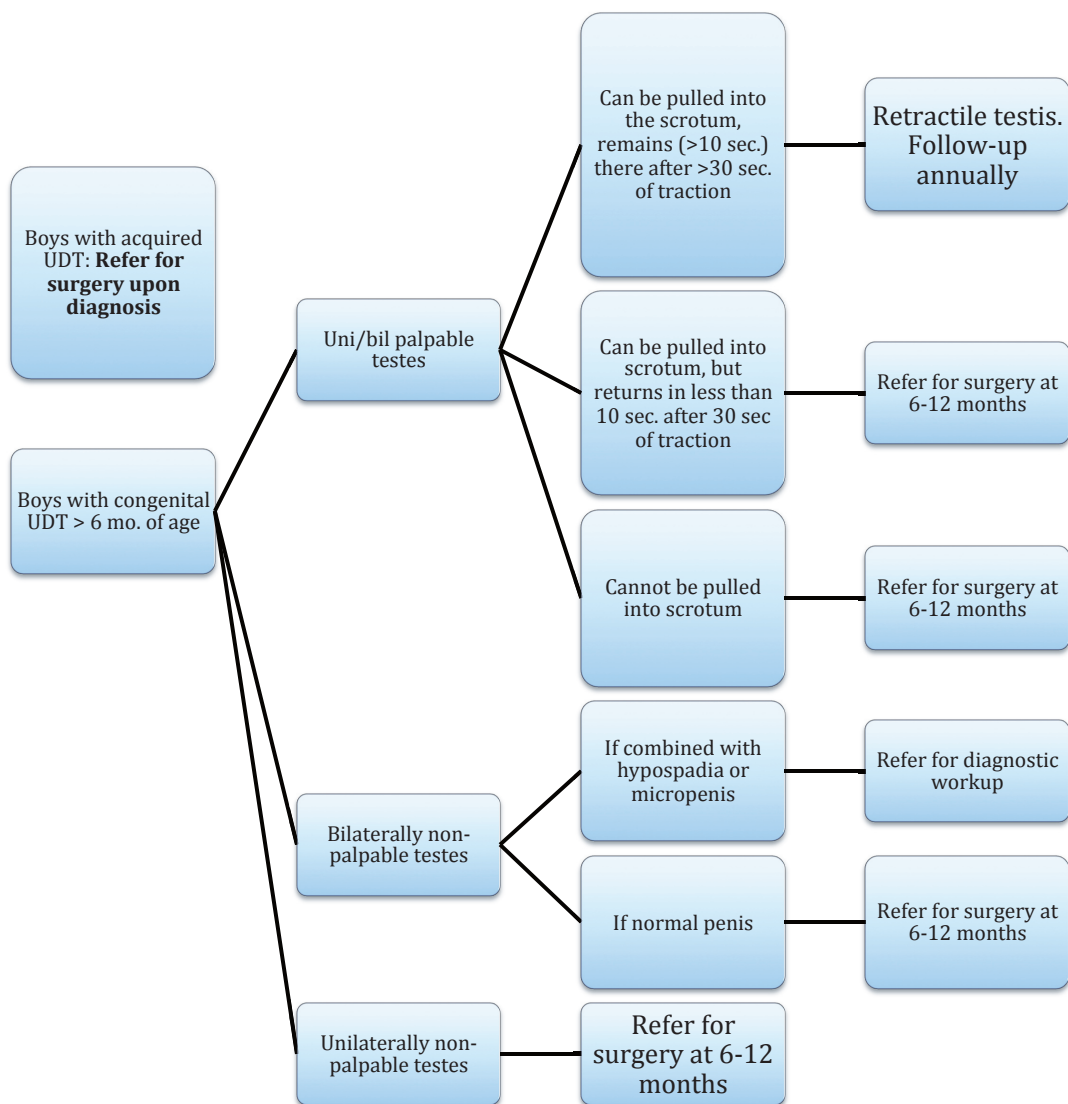 Boys with acquired
UDT: Refer for
surgery upon
diagnosis
Boys with congenital
UDT > 6 mo. of age
Uni/bil palpable
testes
Can be pulled into
the scrotum,
remains (>10 sec.)
there after >30 sec.
of traction
Retractile testis.
Follow-up
annually
Can be pulled into
scrotum, but
returns in less than
10 sec. after 30 sec
of traction
Refer for surgery at
6-12 months
Cannot be pulled
into scrotum
Refer for surgery at
6-12 months
Bilaterally non-
palpable testes
If combined with
hypospadia or
micropenis
Refer for diagnostic
workup
If normal penis
Refer for surgery at
6-12 months
Unilaterally non-
palpable testes
Refer for
surgery at 6-12
months